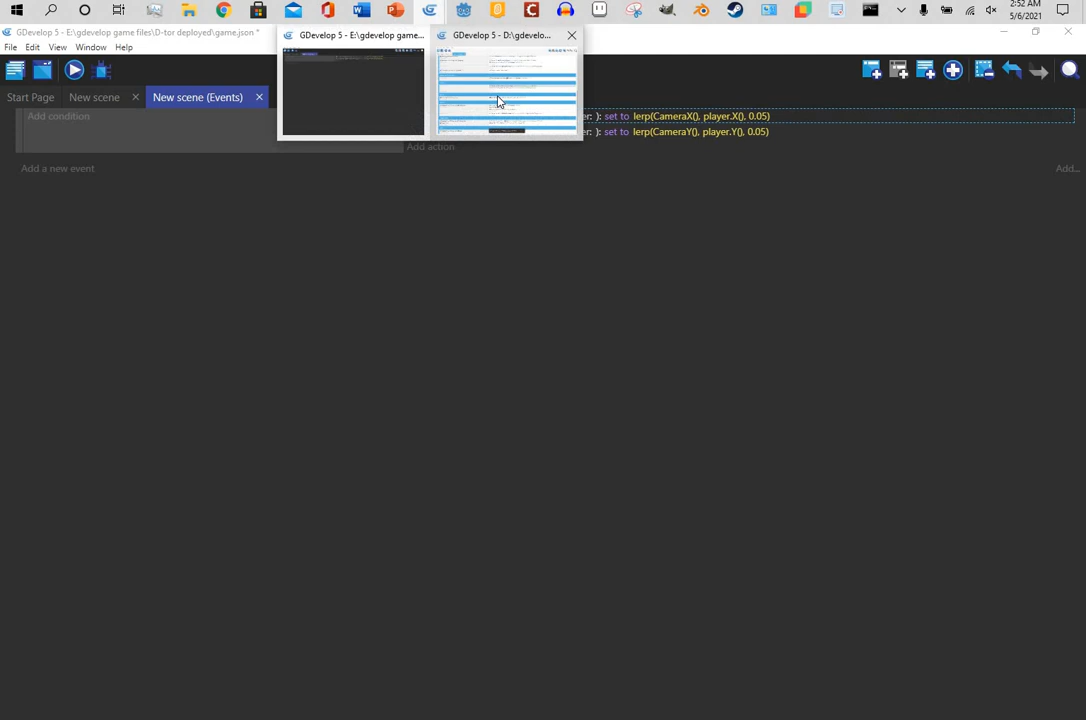 2:52 AM
5/6/2021
GDevelop 5 - E:\gdevelop game files\D-tor deployed\game.json *
GDevelop 5 - E:\gdevelop game...
GDevelop 5 - D:\gdevelo...
File Edit View Window Help
Start Page New scene New scene (Events)
Add condition
er: ): set to lerp(CameraX(), player.X(), 0.05)
er: ): set to lerp(CameraY(), player.Y(), 0.05)
Add action
Add a new event Add...